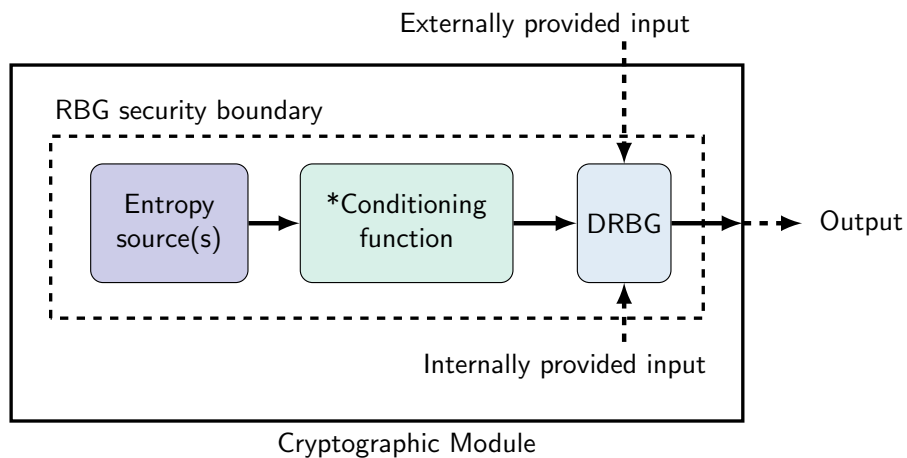 Externally provided input
RBG security boundary
Entropy
source(s)
*Conditioning
function
DRBG
Output
Internally provided input
Cryptographic Module